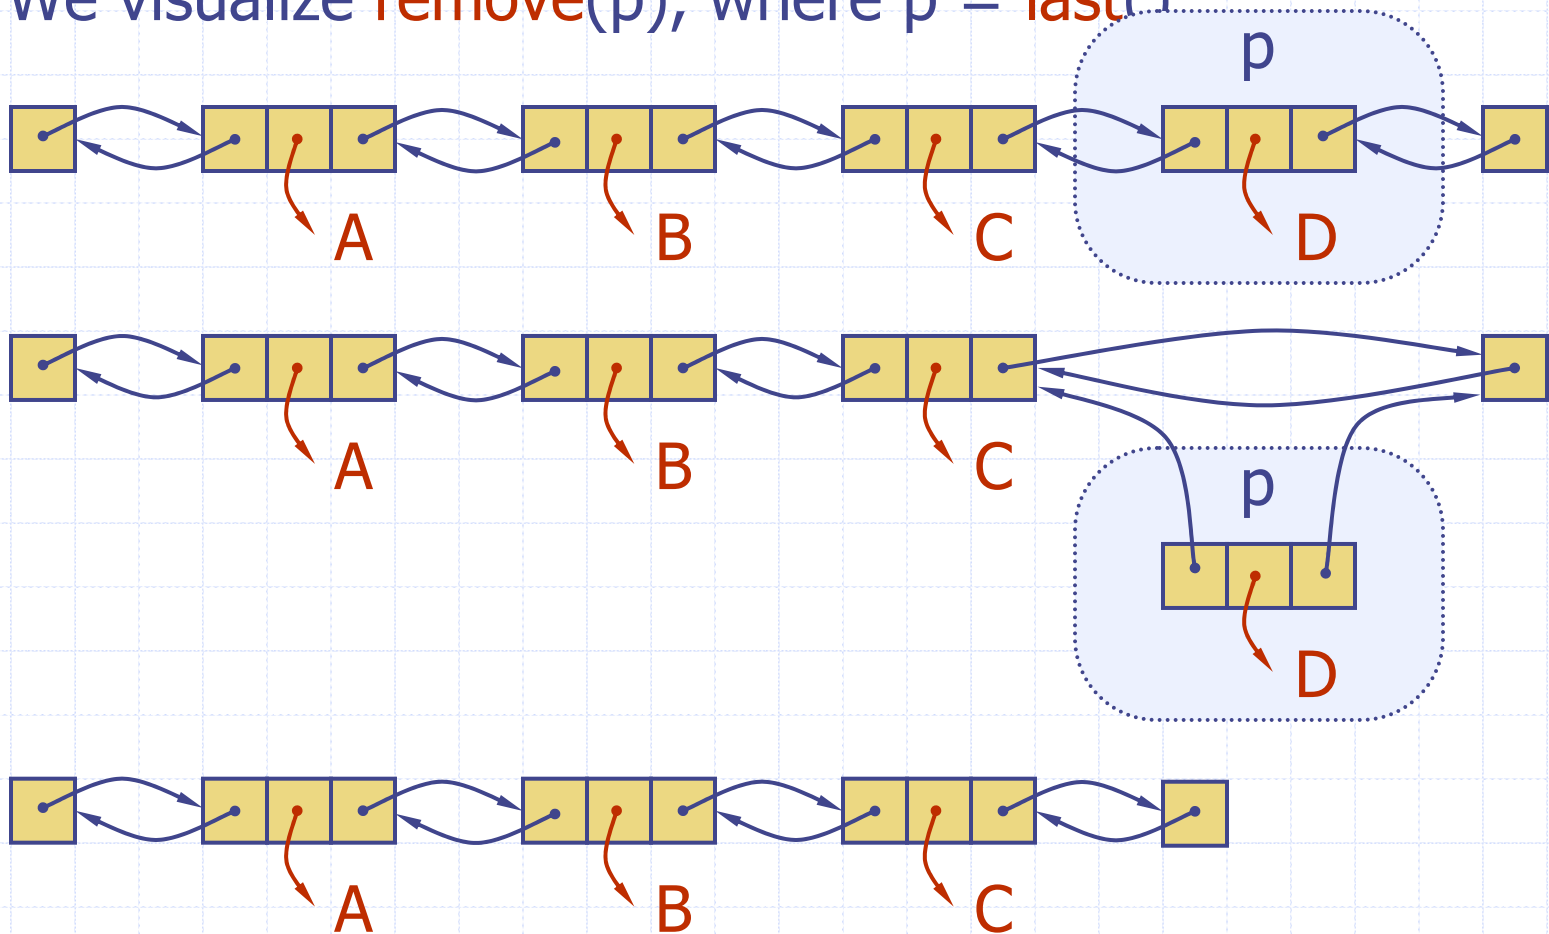 We visualize remove(p), where p = last()
p
A B C D
A B C
p
D
A B C